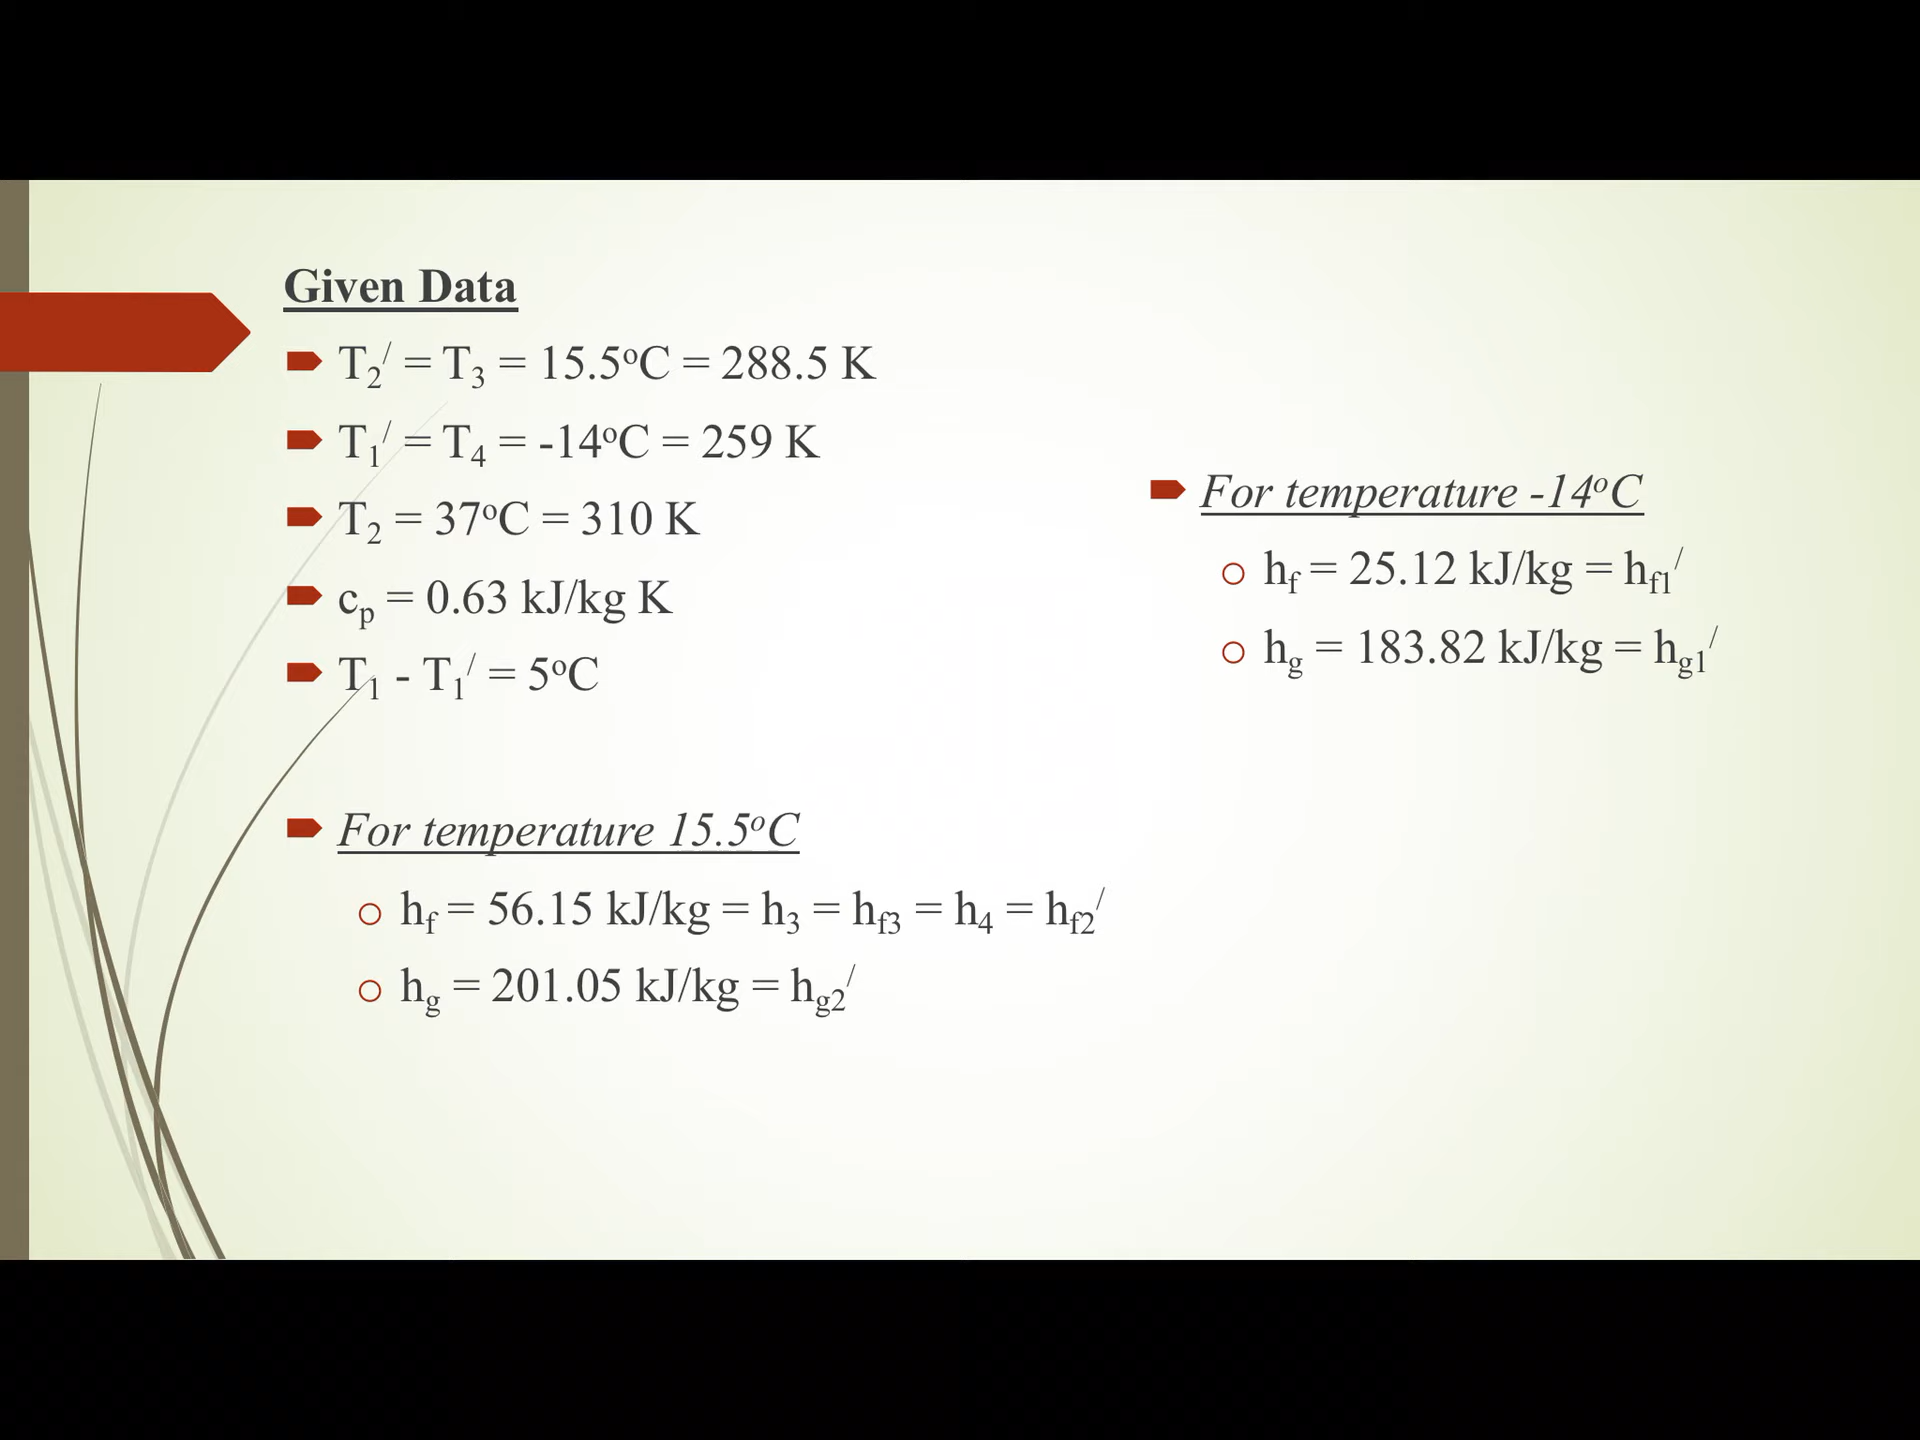 Given Data
T₂/ = T₃ = 15.5ºC = 288.5 K
T₁/ = T₄ = -14ºC = 259 K
T₂ = 37ºC = 310 K
cₚ = 0.63 kJ/kg K
T₁ - T₁/ = 5ºC
For temperature 15.5ºC
hf = 56.15 kJ/kg = h₃ = hf3 = h₄ = hf2/
hg = 201.05 kJ/kg = hg2/
For temperature -14ºC
hf = 25.12 kJ/kg = hf1/
hg = 183.82 kJ/kg = hg1/